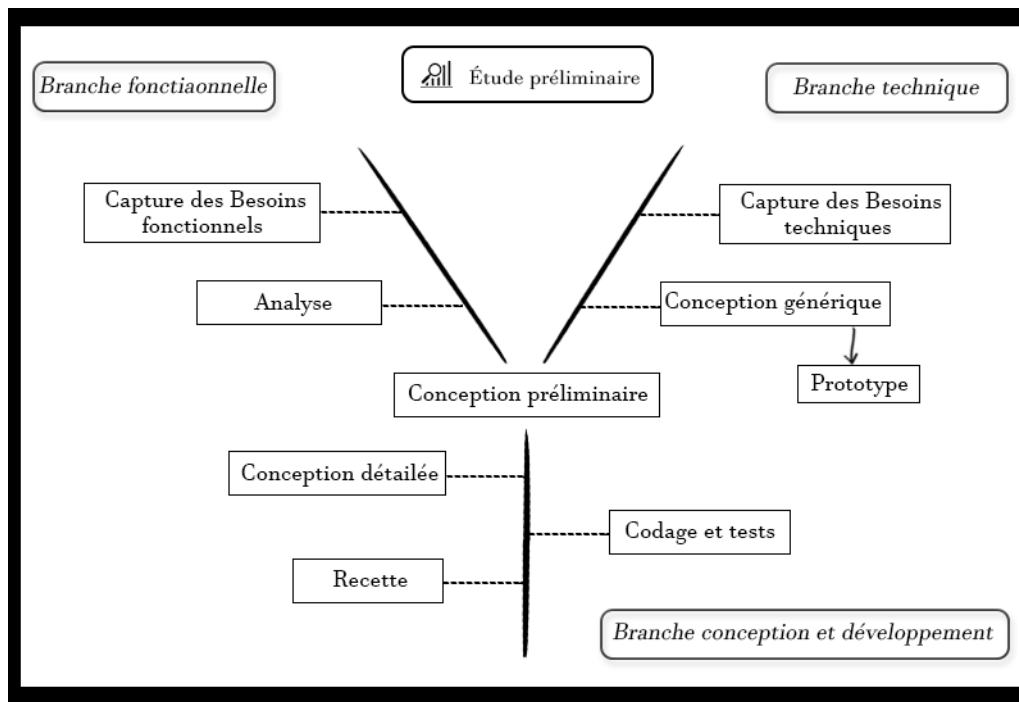 Étude préliminaire
Branche fonctiaonnelle
Branche technique
Capture des Besoins
fonctionnels
Capture des Besoins
techniques
Analyse
Conception générique
Prototype
Conception préliminaire
Conception détailée
Codage et tests
Recette
Branche conception et développement